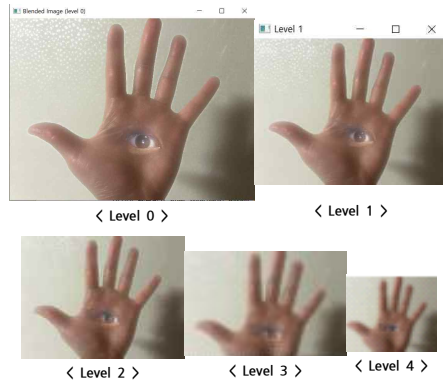 Blended Image (level 0)
Level 1
< Level 0 >
< Level 1 >
< Level 2 >
< Level 3 >
< Level 4 >